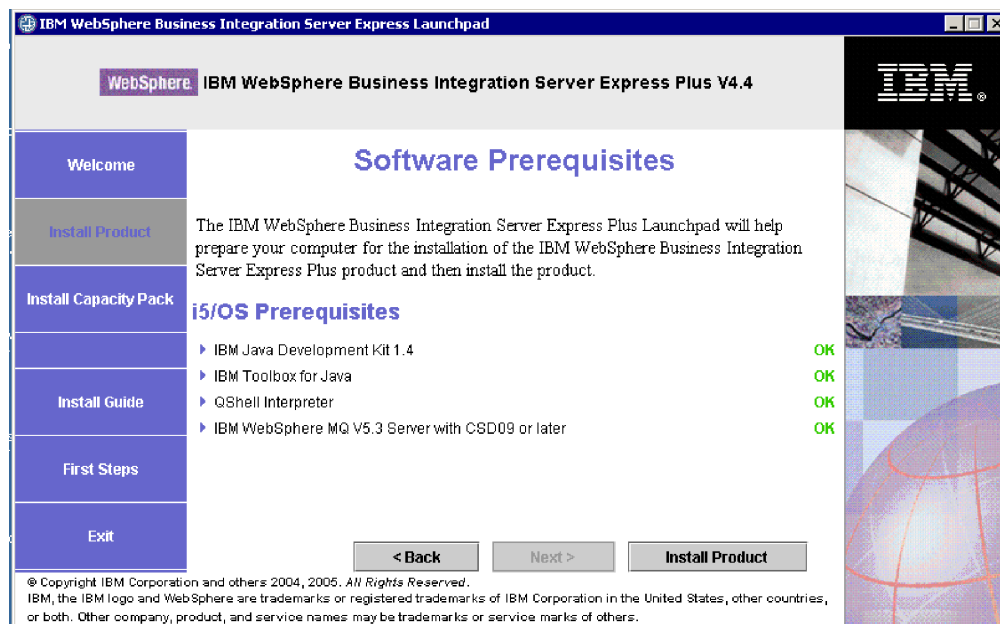 IBM WebSphere Business Integration Server Express Launchpad
WebSphere. IBM WebSphere Business Integration Server Express Plus V4.4
IBM®
Welcome
Install Product
Install Capacity Pack
Install Guide
First Steps
Exit
Software Prerequisites
The IBM WebSphere Business Integration Server Express Plus Launchpad will help
prepare your computer for the installation of the IBM WebSphere Business Integration
Server Express Plus product and then install the product.
i5/OS Prerequisites
IBM Java Development Kit 1.4 OK
IBM Toolbox for Java OK
QShell Interpreter OK
IBM WebSphere MQ V5.3 Server with CSD09 or later OK
< Back Next > Install Product
© Copyright IBM Corporation and others 2004, 2005. All Rights Reserved.
IBM, the IBM logo and WebSphere are trademarks or registered trademarks of IBM Corporation in the United States, other countries,
or both. Other company, product, and service names may be trademarks or service marks of others.